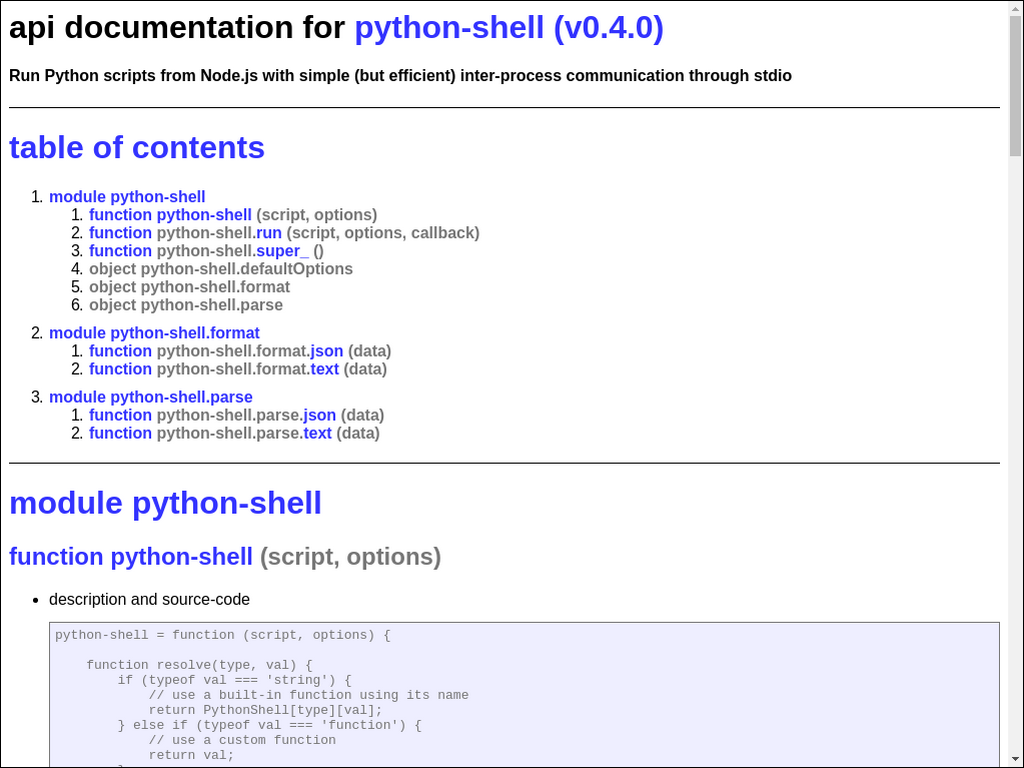 api documentation for python-shell (v0.4.0)
Run Python scripts from Node.js with simple (but efficient) inter-process communication through stdio
table of contents
1. module python-shell
1. function python-shell (script, options)
2. function python-shell.run (script, options, callback)
3. function python-shell.super_ ()
4. object python-shell.defaultOptions
5. object python-shell.format
6. object python-shell.parse
2. module python-shell.format
1. function python-shell.format.json (data)
2. function python-shell.format.text (data)
3. module python-shell.parse
1. function python-shell.parse.json (data)
2. function python-shell.parse.text (data)
module python-shell
function python-shell (script, options)
• description and source-code
python-shell = function (script, options) {
    function resolve(type, val) {
        if (typeof val === 'string') {
            // use a built-in function using its name
            return PythonShell[type][val];
        } else if (typeof val === 'function') {
            // use a custom function
            return val;